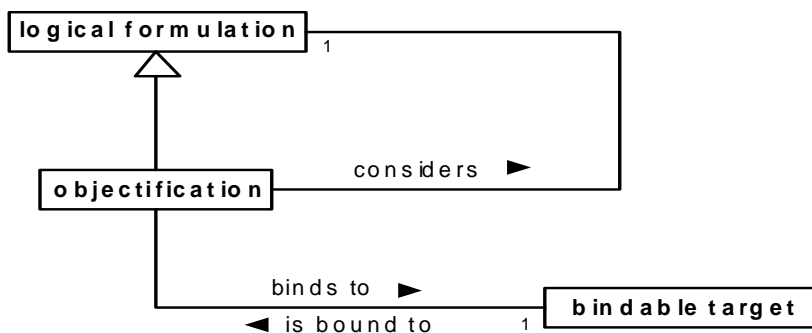 logical formulation
1
objectification
considers ►
binds to ►
bindable target
◄ is bound to
1